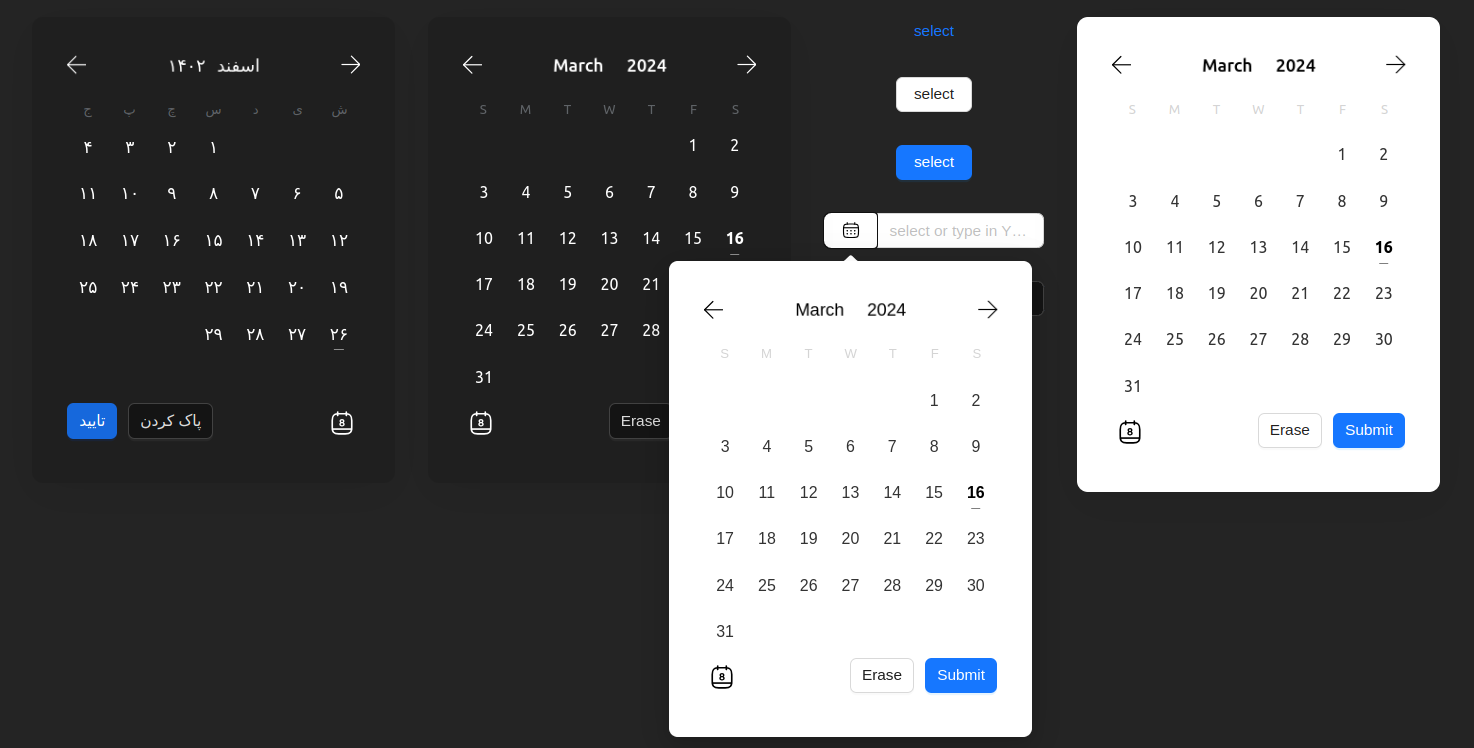 اسفند ۱۴۰۲
ش ی د س چ پ ج
۱ ۲ ۳ ۴
۵ ۶ ۷ ۸ ۹ ۱۰ ۱۱
۱۲ ۱۳ ۱۴ ۱۵ ۱۶ ۱۷ ۱۸
۱۹ ۲۰ ۲۱ ۲۲ ۲۳ ۲۴ ۲۵
۲۶ ۲۷ ۲۸ ۲۹
8 پاک کردن تایید
March 2024
S M T W T F S
1 2
3 4 5 6 7 8 9
10 11 12 13 14 15 16
17 18 19 20 21
24 25 26 27 28
31
8 Erase
select
select
select
select or type in Y...
March 2024
S M T W T F S
1 2
3 4 5 6 7 8 9
10 11 12 13 14 15 16
17 18 19 20 21 22 23
24 25 26 27 28 29 30
31
8 Erase Submit
March 2024
S M T W T F S
1 2
3 4 5 6 7 8 9
10 11 12 13 14 15 16
17 18 19 20 21 22 23
24 25 26 27 28 29 30
31
8 Erase Submit